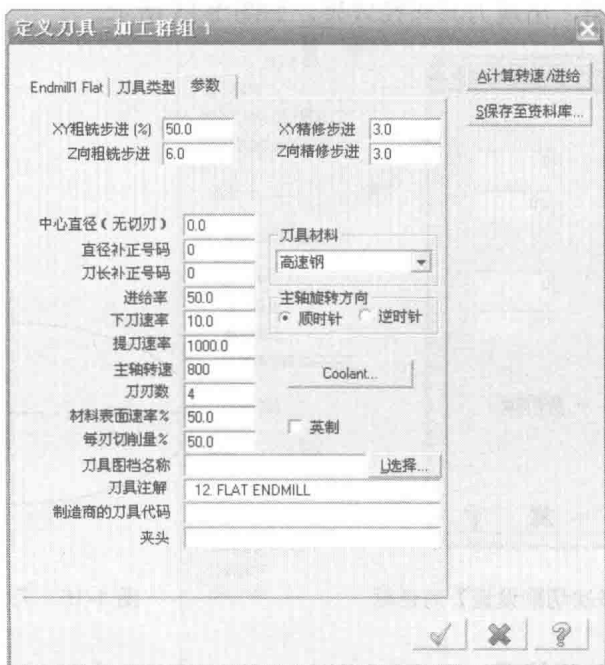 定义刀具 - 加工群组 1
Endmill1 Flat 刀具类型 参数
A计算转速/进给
S保存至资料库...
XY粗铣步进 (%) 50.0 XY精修步进 3.0
Z向粗铣步进 6.0 Z向精修步进 3.0
中心直径（无切刃） 0.0
直径补正号码 0
刀长补正号码 0
进给率 50.0
下刀速率 10.0
提刀速率 1000.0
主轴转速 800
刀刃数 4
材料表面速率% 50.0
每刃切削量% 50.0
刀具材料
高速钢
主轴旋转方向
顺时针 逆时针
Coolant...
英制
刀具图档名称 L选择...
刀具注解 12. FLAT ENDMILL
制造商的刀具代码
夹头